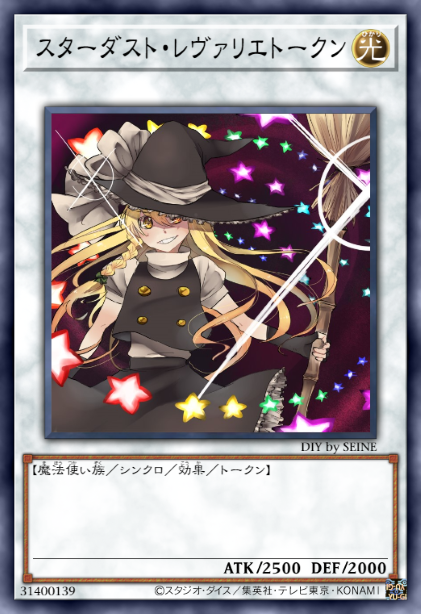 スターダスト・レヴァリエトークン 光
DIY by SEINE
【魔法使い族／シンクロ／効果／トークン】
ATK/2500 DEF/2000
31400139 ©スタジオ・ダイス／集英社・テレビ東京・KONAMI